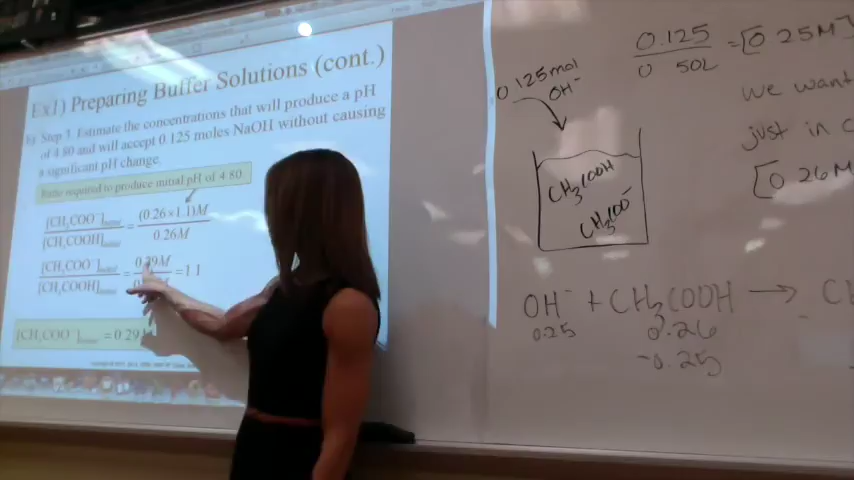 Ex1) Preparing Buffer Solutions (cont.)
Step 3. Estimate the concentrations that will produce a pH
of 4.80 and will accept 0.125 moles NaOH without causing
a significant pH change.
Ratio required to produce initial pH of 4.80
[CH₃COO⁻]initial / [CH₃COOH]initial = (0.26×1.1)M / 0.26M
[CH₃COO⁻]initial / [CH₃COOH]initial = 0.29M / = 1.1
[CH₃COO⁻]initial = 0.29
0.125 mol
OH⁻
CH₃COOH
CH₃COO⁻
0.125 / 0.50L = [0.25M]
we want
just in c
[0.26M
OH⁻ + CH₃COOH → CH
0.25 0.26
-0.25